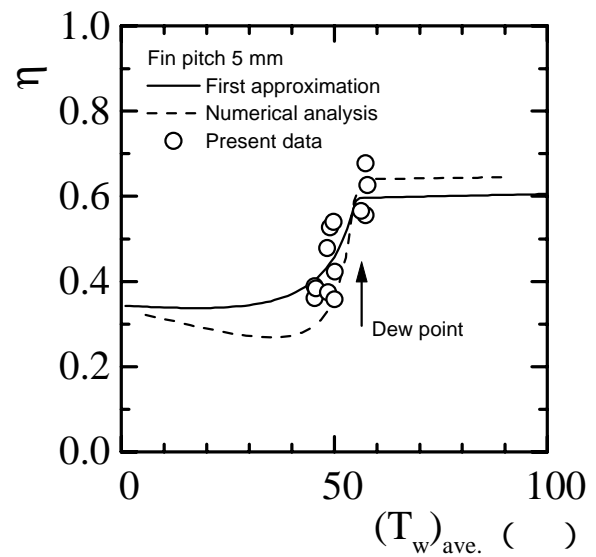 η
1.0
0.8
0.6
0.4
0.2
0.0
Fin pitch 5 mm
First approximation
Numerical analysis
Present data
Dew point
0 50 100
(T_w)_ave. ( )